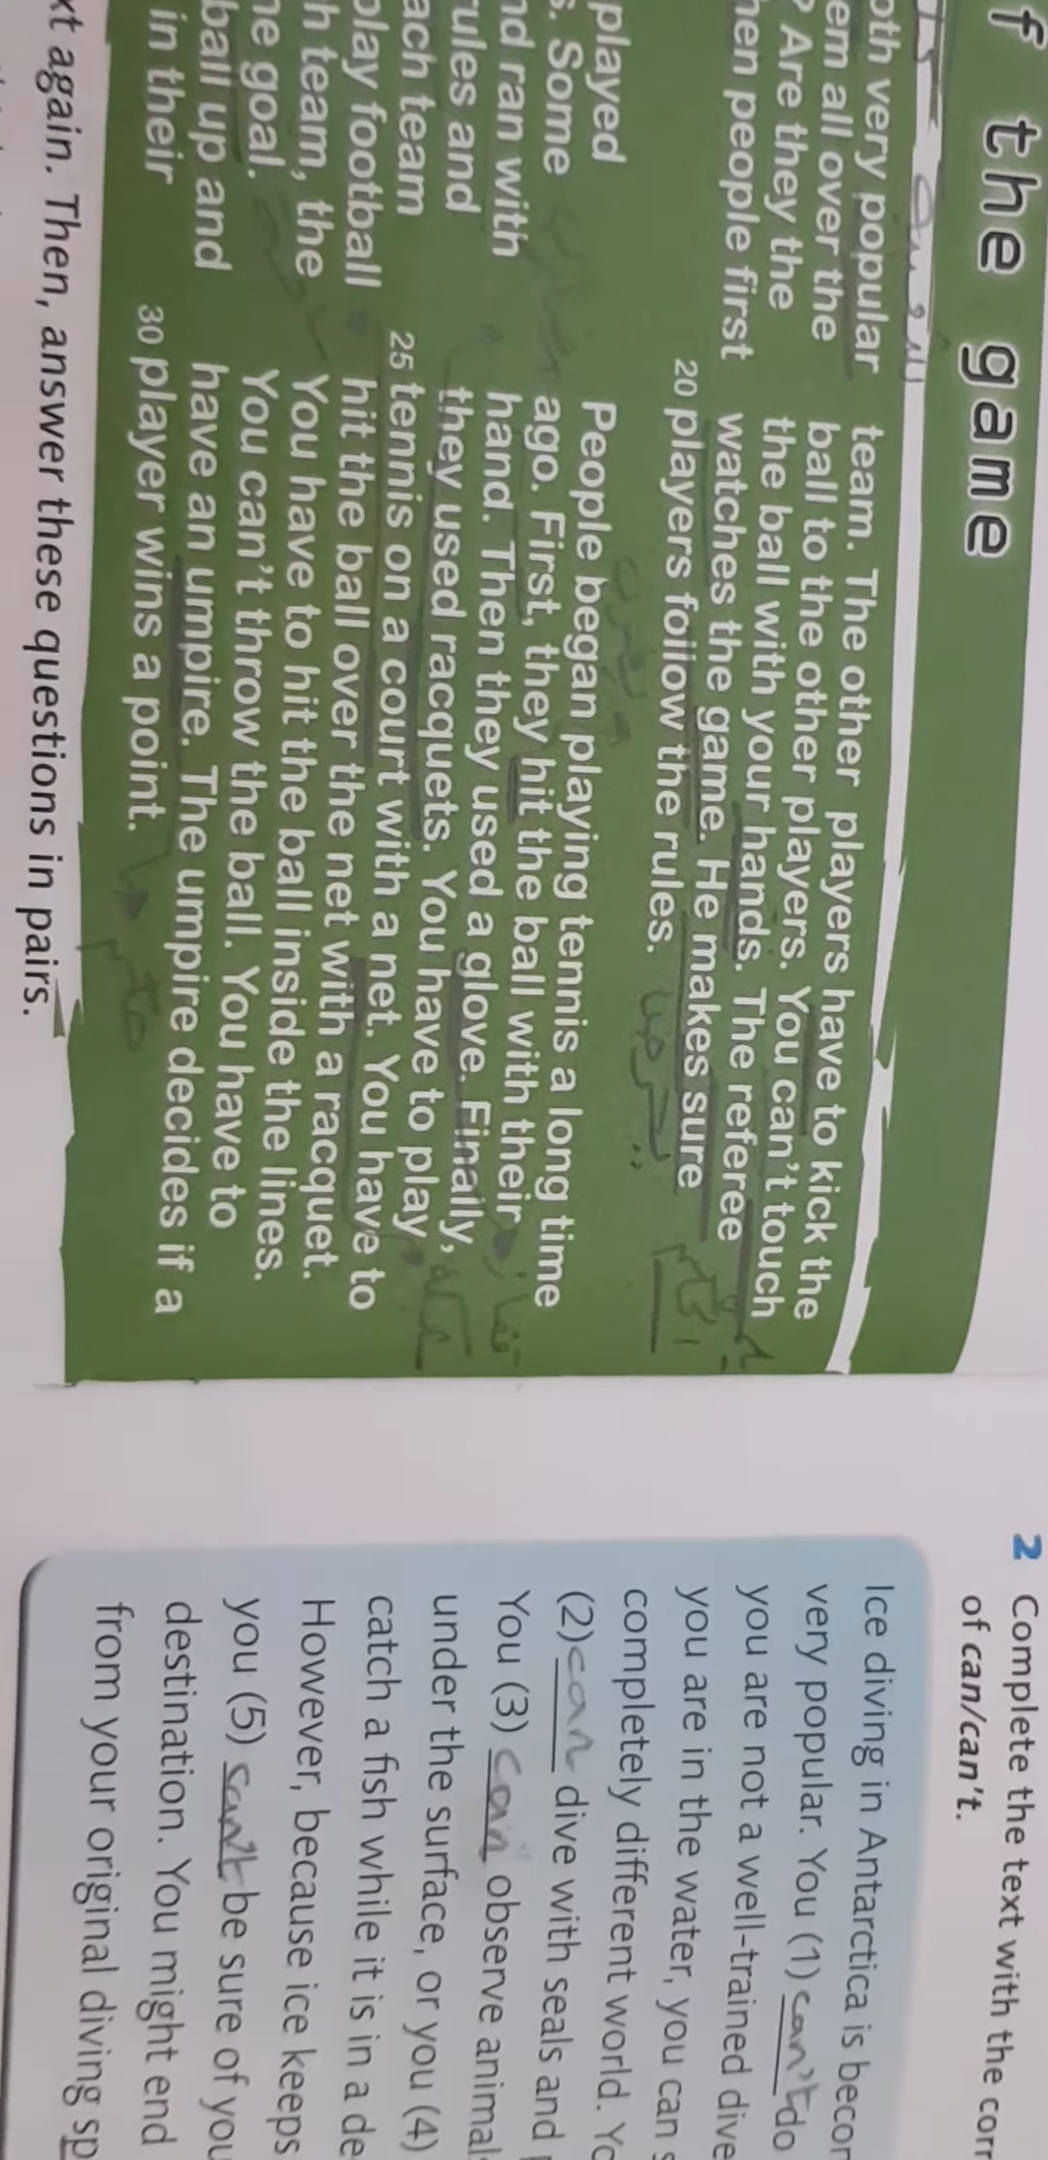 f the game
oth very popular
em all over the
? Are they the
hen people first
played
s. Some
nd ran with
rules and
ach team
play football
h team, the
he goal.
ball up and
in their
team. The other players have to kick the
ball to the other players. You can't touch
the ball with your hands. The referee
watches the game. He makes sure
20 players follow the rules.
People began playing tennis a long time
ago. First, they hit the ball with their
hand. Then they used a glove. Finally,
they used racquets. You have to play
25 tennis on a court with a net. You have to
hit the ball over the net with a racquet.
You have to hit the ball inside the lines.
You can't throw the ball. You have to
have an umpire. The umpire decides if a
30 player wins a point.
xt again. Then, answer these questions in pairs.
2 Complete the text with the corr
of can/can't.
Ice diving in Antarctica is becom
very popular. You (1) can't do
you are not a well-trained dive
you are in the water, you can s
completely different world. Yo
(2) can dive with seals and
You (3) can observe animal
under the surface, or you (4)
catch a fish while it is in a de
However, because ice keeps
you (5) can't be sure of you
destination. You might end
from your original diving sp